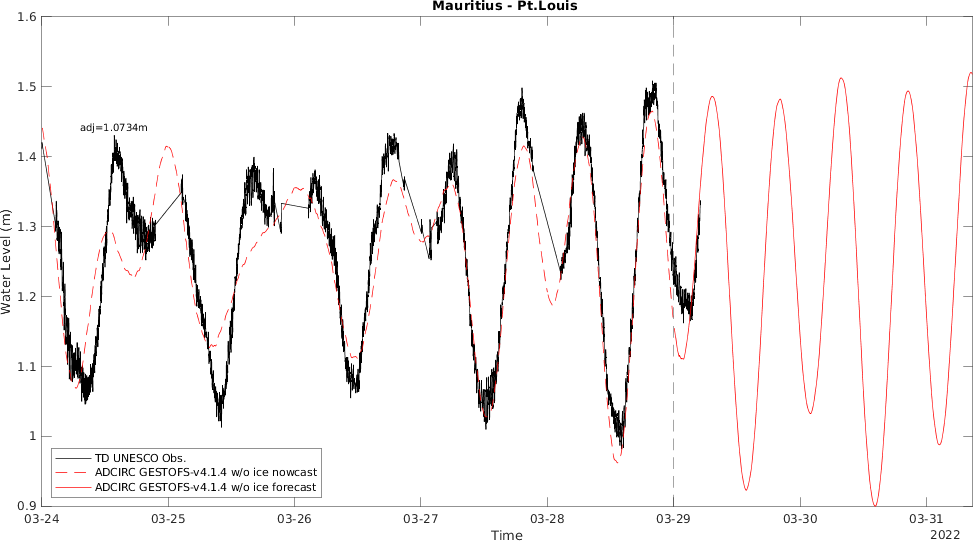 Mauritius - Pt.Louis
1.6
1.5
1.4
1.3
1.2
1.1
1
0.9
Water Level (m)
adj=1.0734m
TD UNESCO Obs.
ADCIRC GESTOFS-v4.1.4 w/o ice nowcast
ADCIRC GESTOFS-v4.1.4 w/o ice forecast
03-24 03-25 03-26 03-27 03-28 03-29 03-30 03-31
Time
2022